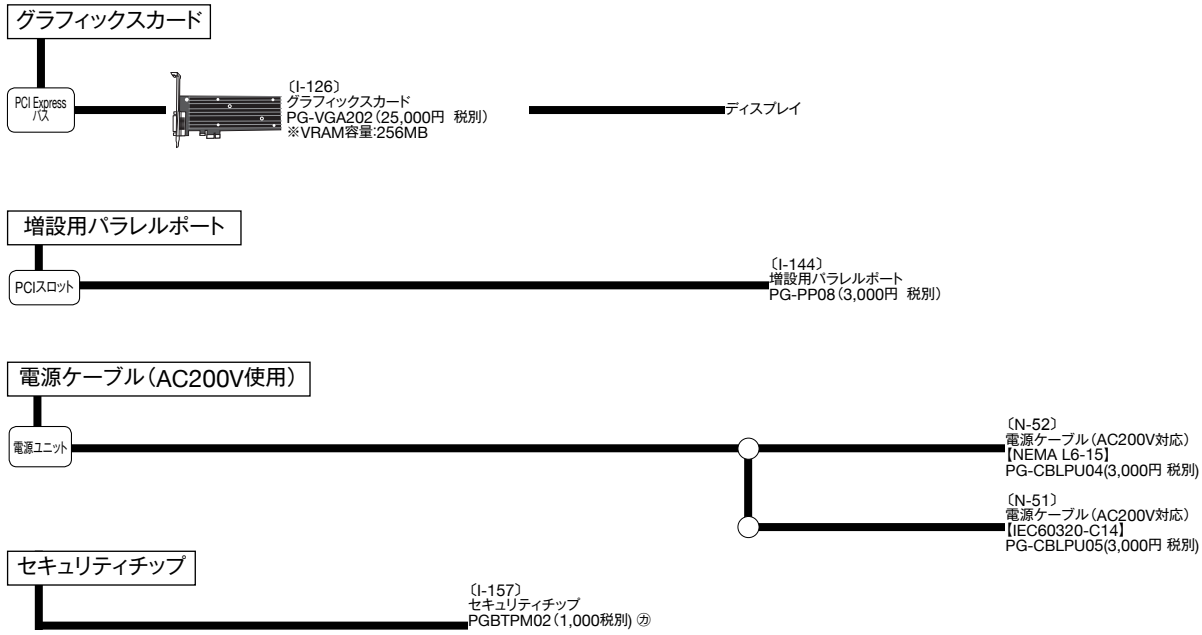 グラフィックスカード
PCI Express
バス
〔I-126〕
グラフィックスカード
PG-VGA202（25,000円 税別）
※VRAM容量:256MB
ディスプレイ
増設用パラレルポート
PCIスロット
〔I-144〕
増設用パラレルポート
PG-PP08（3,000円 税別）
電源ケーブル（AC200V使用）
電源ユニット
〔N-52〕
電源ケーブル（AC200V対応）
【NEMA L6-15】
PG-CBLPU04(3,000円 税別)
〔N-51〕
電源ケーブル（AC200V対応）
【IEC60320-C14】
PG-CBLPU05(3,000円 税別)
セキュリティチップ
〔I-157〕
セキュリティチップ
PGBTPM02（1,000税別) ㋕